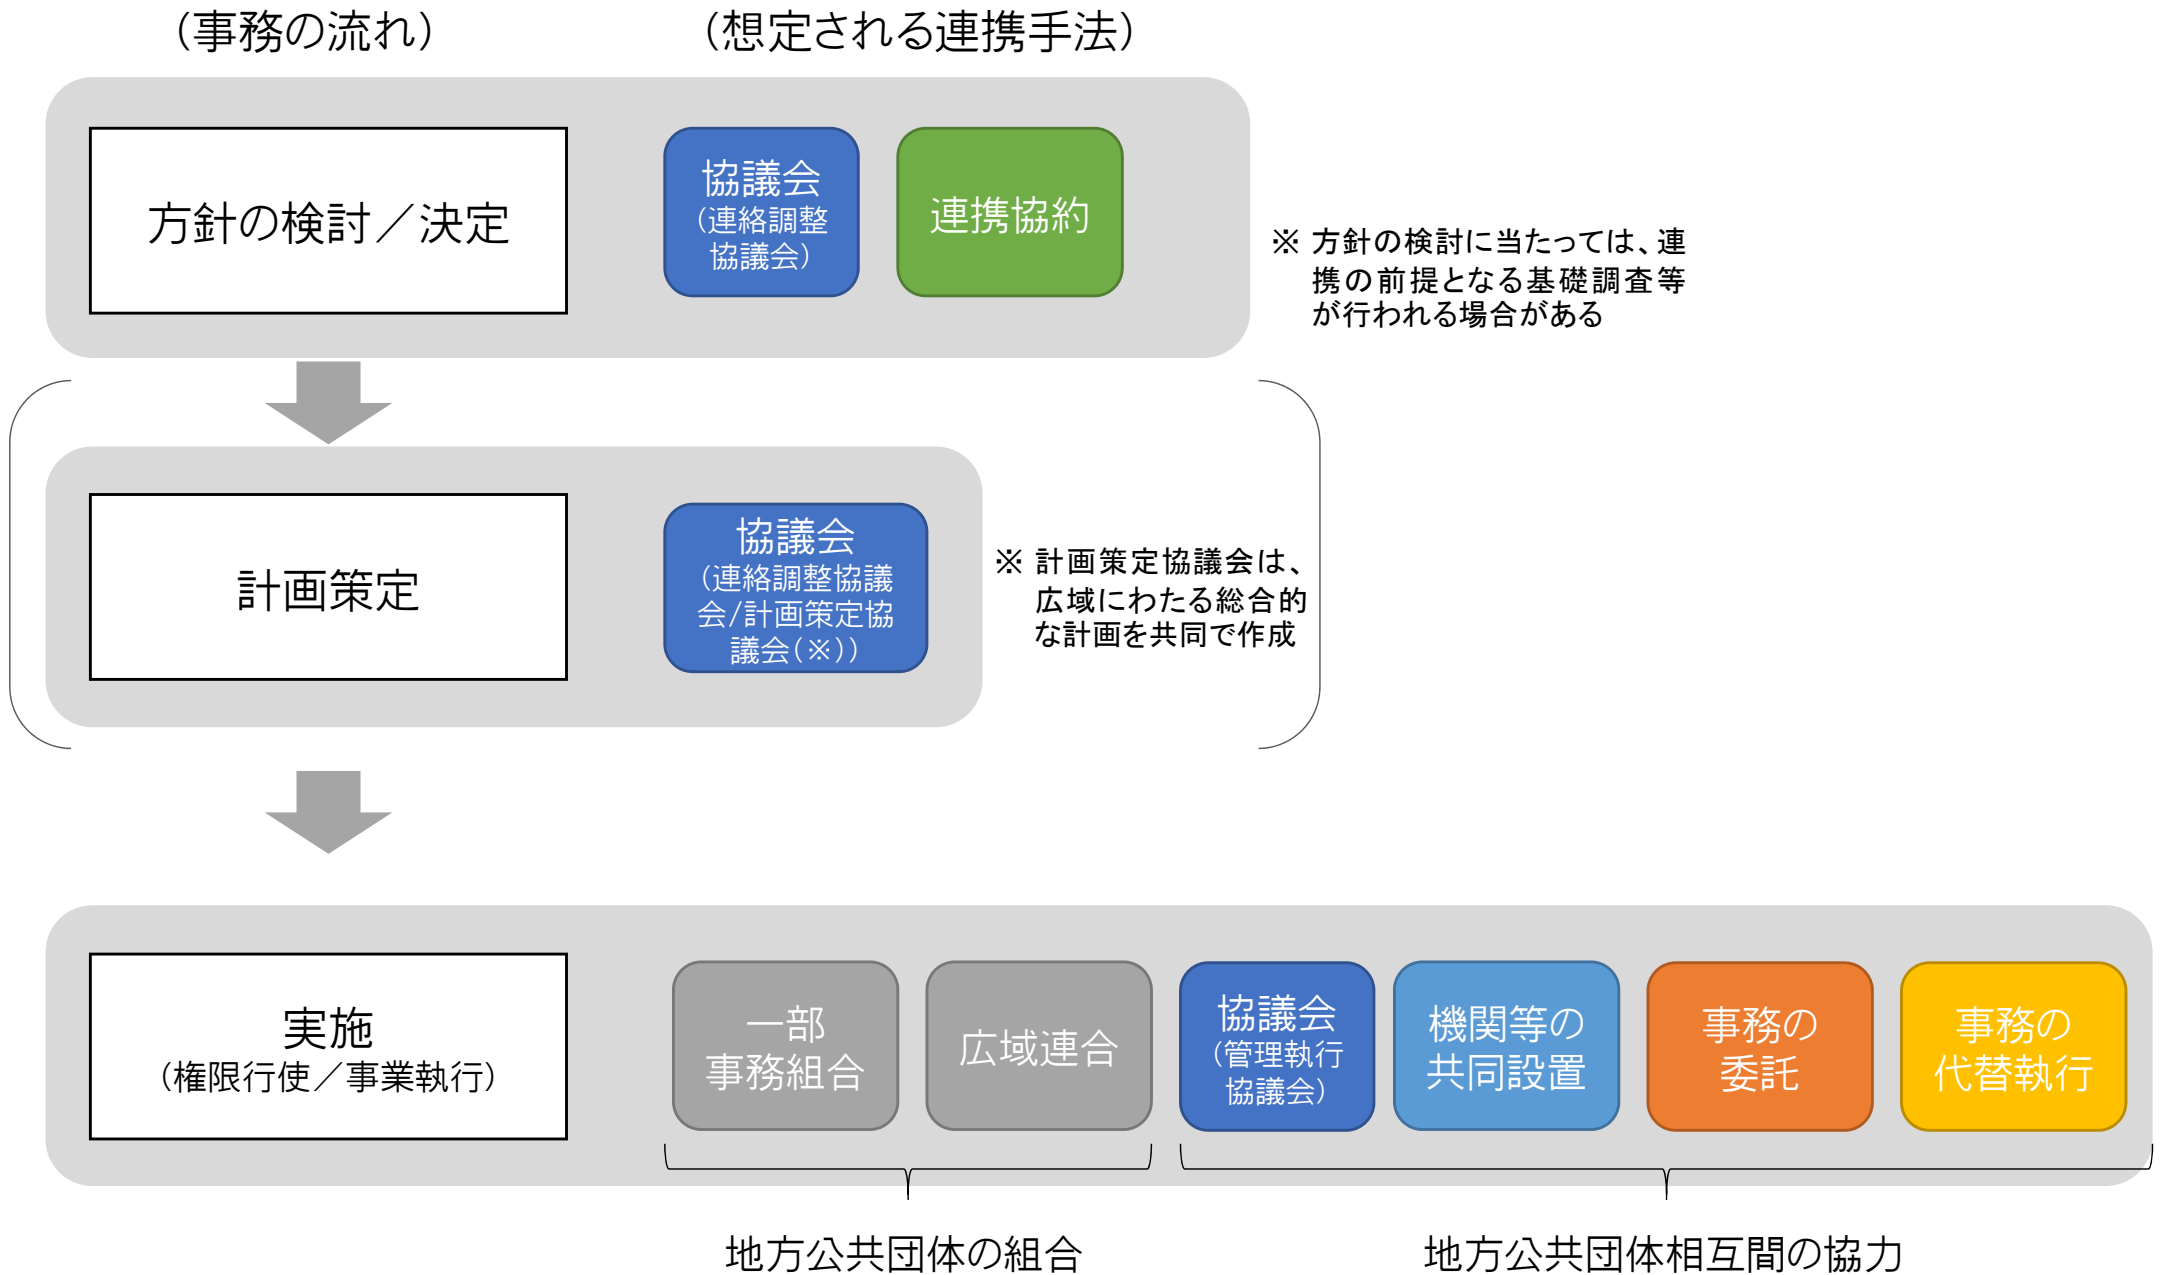 （事務の流れ）
（想定される連携手法）
方針の検討／決定
協議会
（連絡調整
協議会）
連携協約
※ 方針の検討に当たっては、連
携の前提となる基礎調査等
が行われる場合がある
計画策定
協議会
（連絡調整協議
会/計画策定協
議会(※)）
※ 計画策定協議会は、
広域にわたる総合的
な計画を共同で作成
実施
（権限行使／事業執行）
一部
事務組合
広域連合
協議会
（管理執行
協議会）
機関等の
共同設置
事務の
委託
事務の
代替執行
地方公共団体の組合
地方公共団体相互間の協力